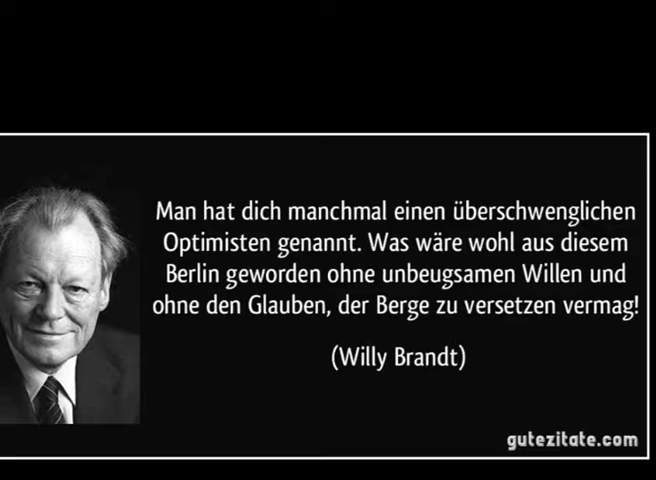 Man hat dich manchmal einen überschwenglichen
Optimisten genannt. Was wäre wohl aus diesem
Berlin geworden ohne unbeugsamen Willen und
ohne den Glauben, der Berge zu versetzen vermag!
(Willy Brandt)
gutezitate.com